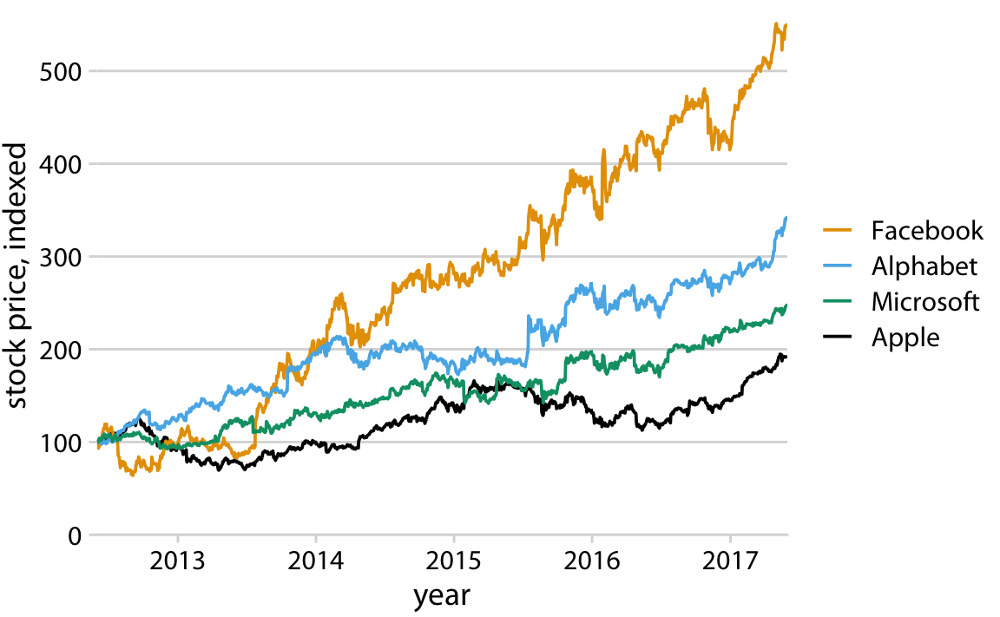 stock price, indexed
500
400
300
200
100
0
2013 2014 2015 2016 2017
year
Facebook
Alphabet
Microsoft
Apple